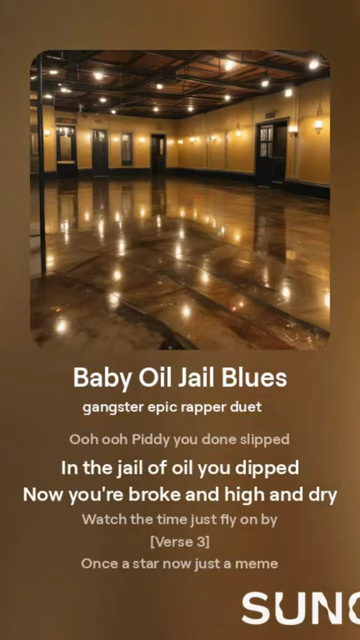 Baby Oil Jail Blues
gangster epic rapper duet
Ooh ooh Piddy you done slipped
In the jail of oil you dipped
Now you're broke and high and dry
Watch the time just fly on by
[Verse 3]
Once a star now just a meme
SUNO